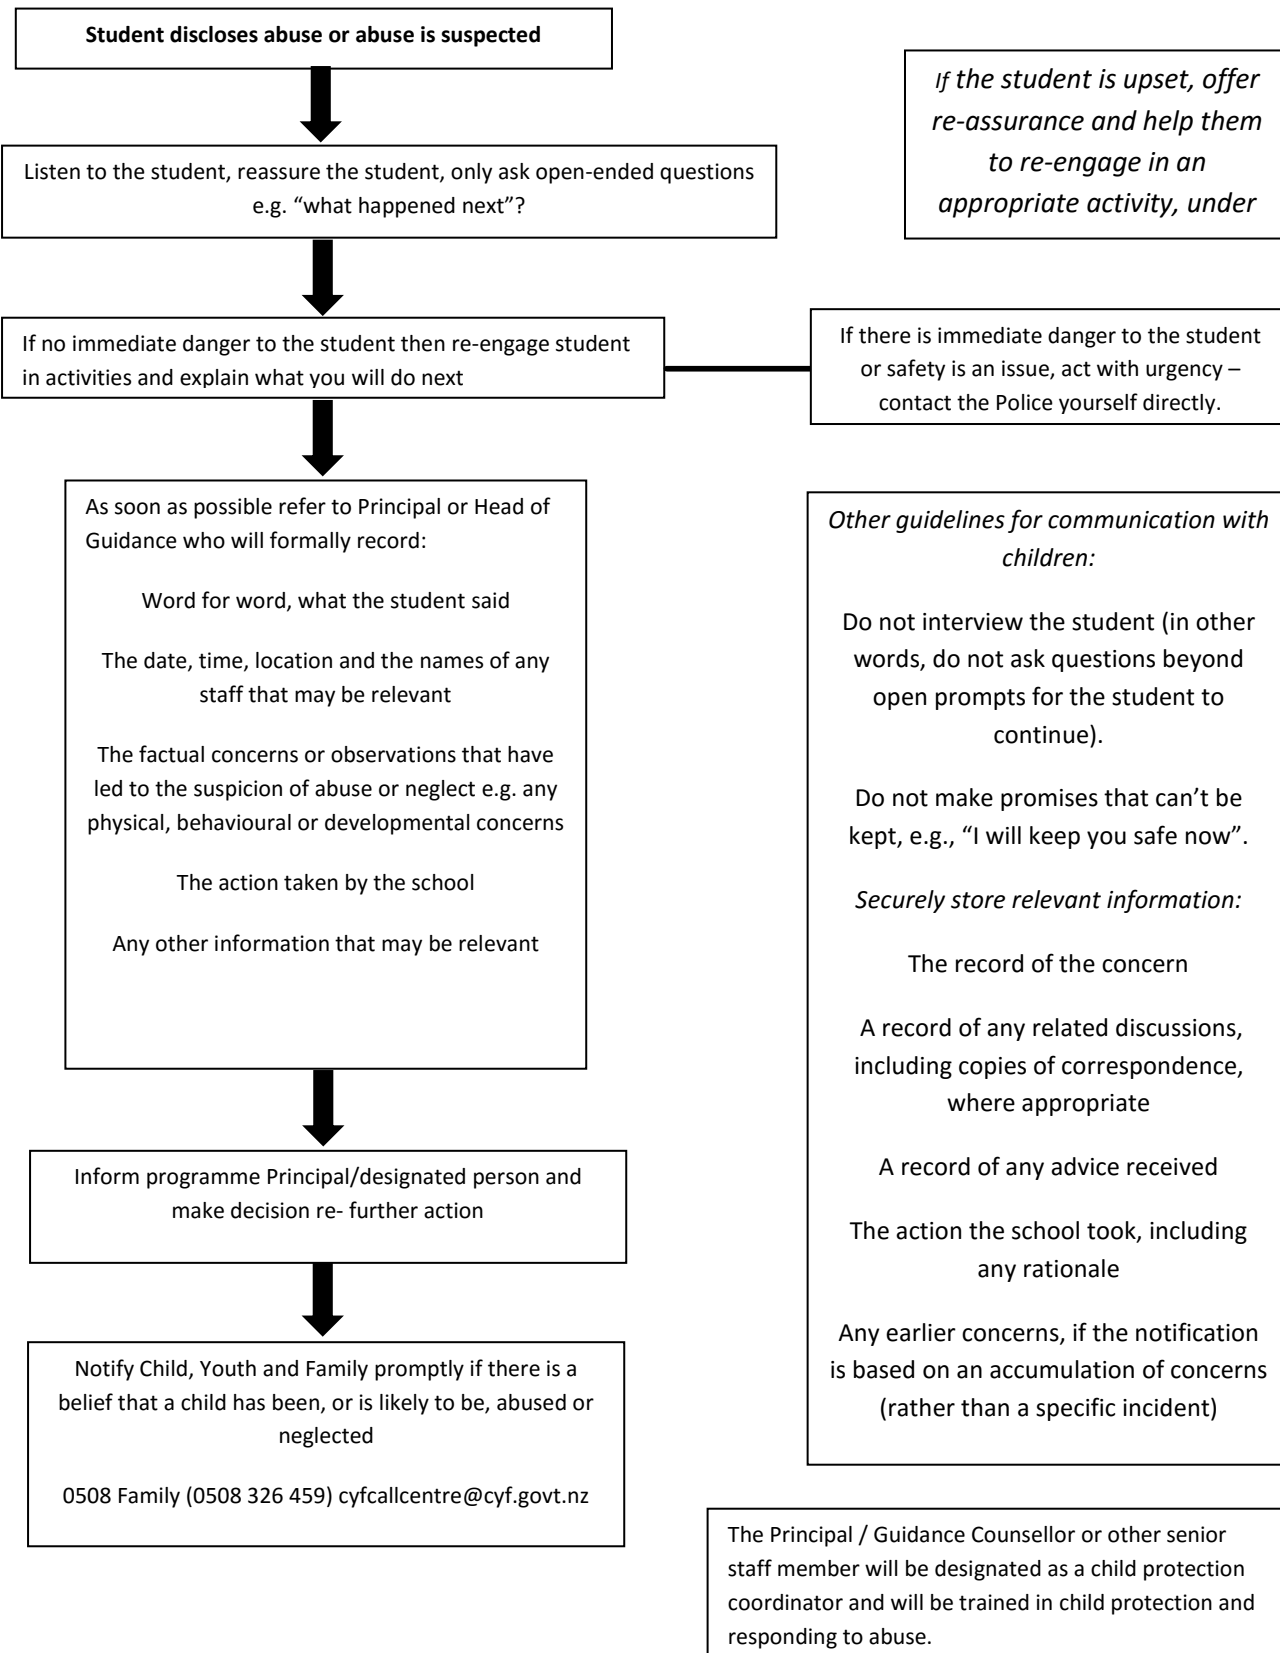 Student discloses abuse or abuse is suspected
If the student is upset, offer
re-assurance and help them
to re-engage in an
appropriate activity, under
Listen to the student, reassure the student, only ask open-ended questions
e.g. “what happened next”?
If no immediate danger to the student then re-engage student
in activities and explain what you will do next
If there is immediate danger to the student
or safety is an issue, act with urgency –
contact the Police yourself directly.
As soon as possible refer to Principal or Head of
Guidance who will formally record:
Word for word, what the student said
The date, time, location and the names of any
staff that may be relevant
The factual concerns or observations that have
led to the suspicion of abuse or neglect e.g. any
physical, behavioural or developmental concerns
The action taken by the school
Any other information that may be relevant
Other guidelines for communication with
children:
Do not interview the student (in other
words, do not ask questions beyond
open prompts for the student to
continue).
Do not make promises that can’t be
kept, e.g., “I will keep you safe now”.
Securely store relevant information:
The record of the concern
A record of any related discussions,
including copies of correspondence,
where appropriate
A record of any advice received
The action the school took, including
any rationale
Any earlier concerns, if the notification
is based on an accumulation of concerns
(rather than a specific incident)
Inform programme Principal/designated person and
make decision re- further action
Notify Child, Youth and Family promptly if there is a
belief that a child has been, or is likely to be, abused or
neglected
0508 Family (0508 326 459) cyfcallcentre@cyf.govt.nz
The Principal / Guidance Counsellor or other senior
staff member will be designated as a child protection
coordinator and will be trained in child protection and
responding to abuse.